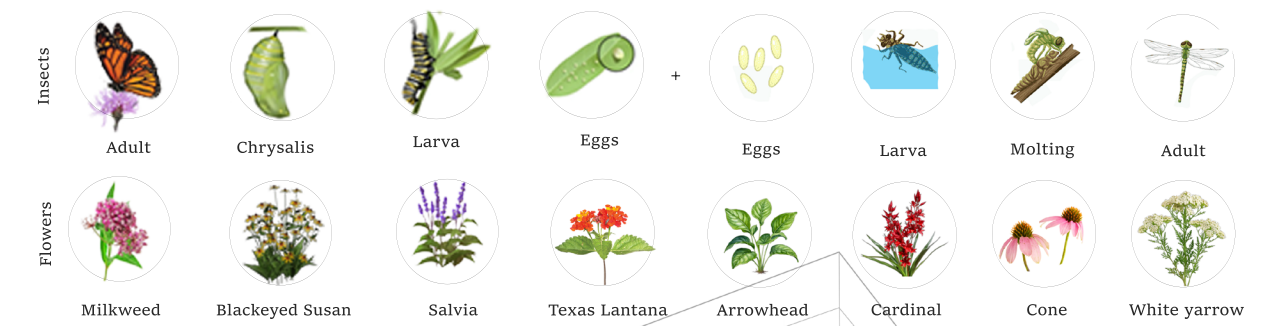 Insects
Adult
Chrysalis
Larva
Eggs
+
Eggs
Larva
Molting
Adult
Flowers
Milkweed
Blackeyed Susan
Salvia
Texas Lantana
Arrowhead
Cardinal
Cone
White yarrow